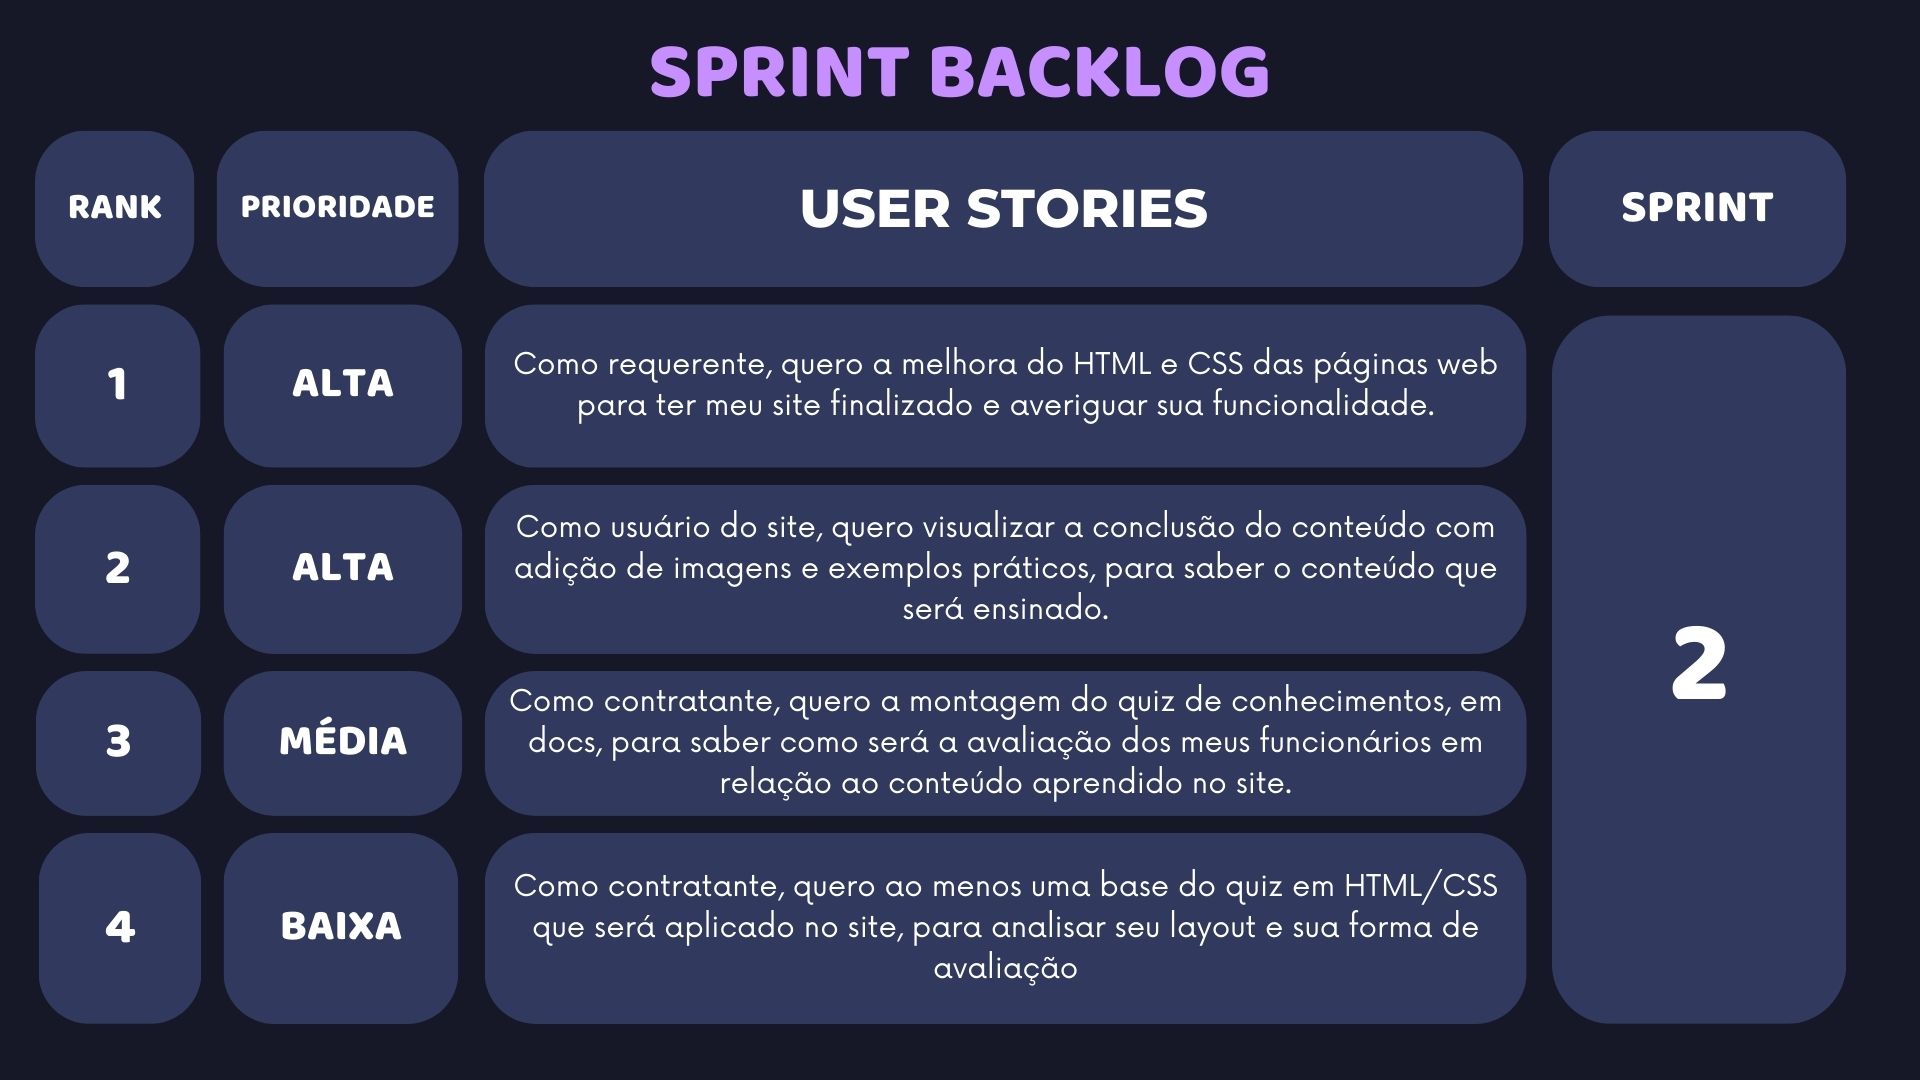 SPRINT BACKLOG
RANK
PRIORIDADE
USER STORIES
SPRINT
1
ALTA
Como requerente, quero a melhora do HTML e CSS das páginas web
para ter meu site finalizado e averiguar sua funcionalidade.
2
ALTA
Como usuário do site, quero visualizar a conclusão do conteúdo com
adição de imagens e exemplos práticos, para saber o conteúdo que
será ensinado.
2
3
MÉDIA
Como contratante, quero a montagem do quiz de conhecimentos, em
docs, para saber como será a avaliação dos meus funcionários em
relação ao conteúdo aprendido no site.
4
BAIXA
Como contratante, quero ao menos uma base do quiz em HTML/CSS
que será aplicado no site, para analisar seu layout e sua forma de
avaliação